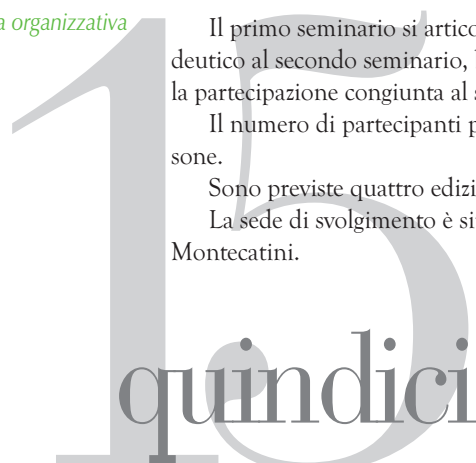 a organizzativa
Il primo seminario si artico
deutico al secondo seminario,
la partecipazione congiunta al s
Il numero di partecipanti p
sone.
Sono previste quattro edizi
La sede di svolgimento è si
Montecatini.
15
quindici